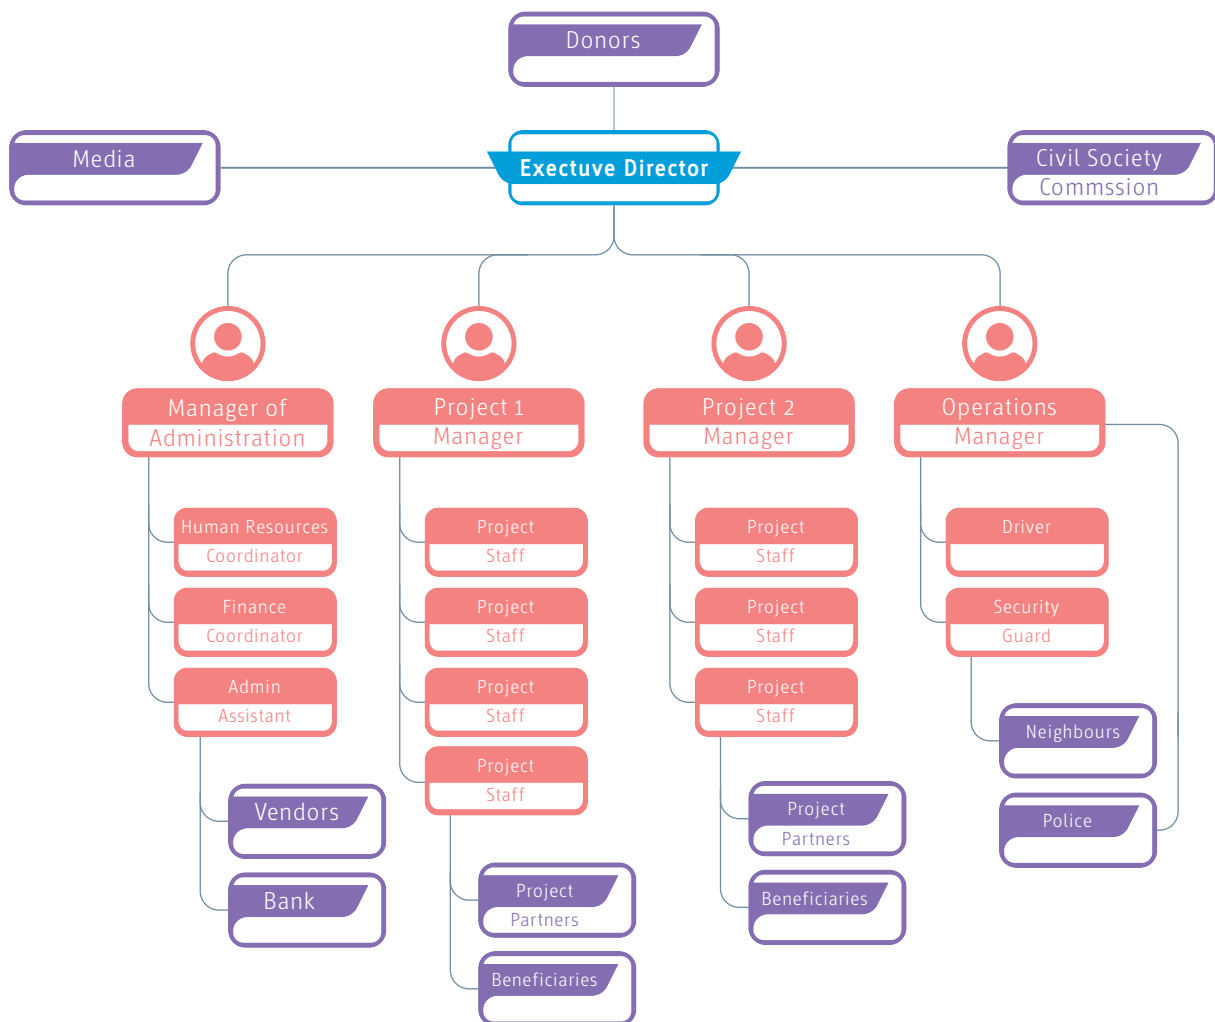 Donors
Media
Exectuve Director
Civil Society
Commssion
Manager of
Administration
Project 1
Manager
Project 2
Manager
Operations
Manager
Human Resources
Coordinator
Project
Staff
Project
Staff
Driver
Finance
Coordinator
Project
Staff
Project
Staff
Security
Guard
Admin
Assistant
Project
Staff
Project
Staff
Neighbours
Project
Staff
Vendors
Project
Partners
Police
Bank
Project
Partners
Beneficiaries
Beneficiaries